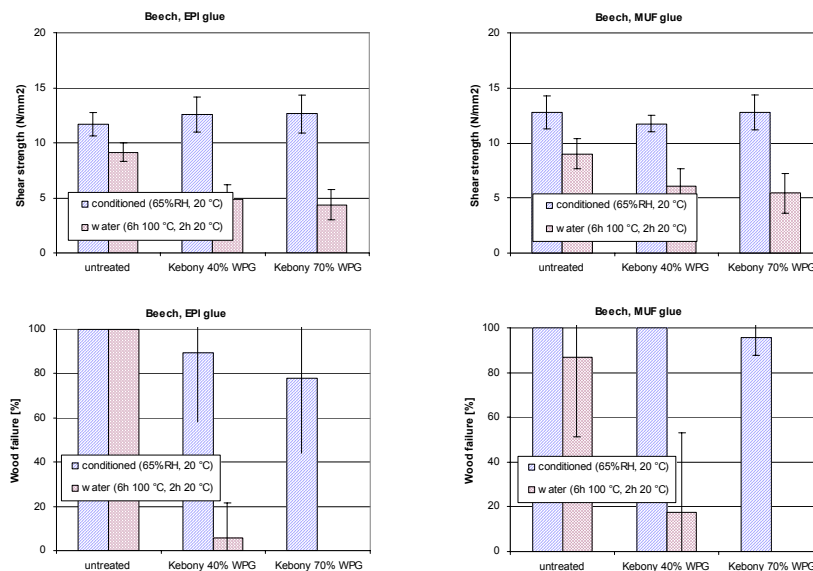 Beech, EPI glue
Shear strength (N/mm2)
20
15
10
5
0
conditioned (65%RH, 20 °C)
water (6h 100 °C, 2h 20 °C)
untreated Kebony 40% WPG Kebony 70% WPG
Beech, MUF glue
Shear strength (N/mm2)
20
15
10
5
0
conditioned (65%RH, 20 °C)
water (6h 100 °C, 2h 20 °C)
untreated Kebony 40% WPG Kebony 70% WPG
Beech, EPI glue
Wood failure [%]
100
80
60
40
20
0
conditioned (65%RH, 20 °C)
water (6h 100 °C, 2h 20 °C)
untreated Kebony 40% WPG Kebony 70% WPG
Beech, MUF glue
Wood failure [%]
100
80
60
40
20
0
conditioned (65%RH, 20 °C)
water (6h 100 °C, 2h 20°C)
untreated Kebony 40% WPG Kebony 70% WPG